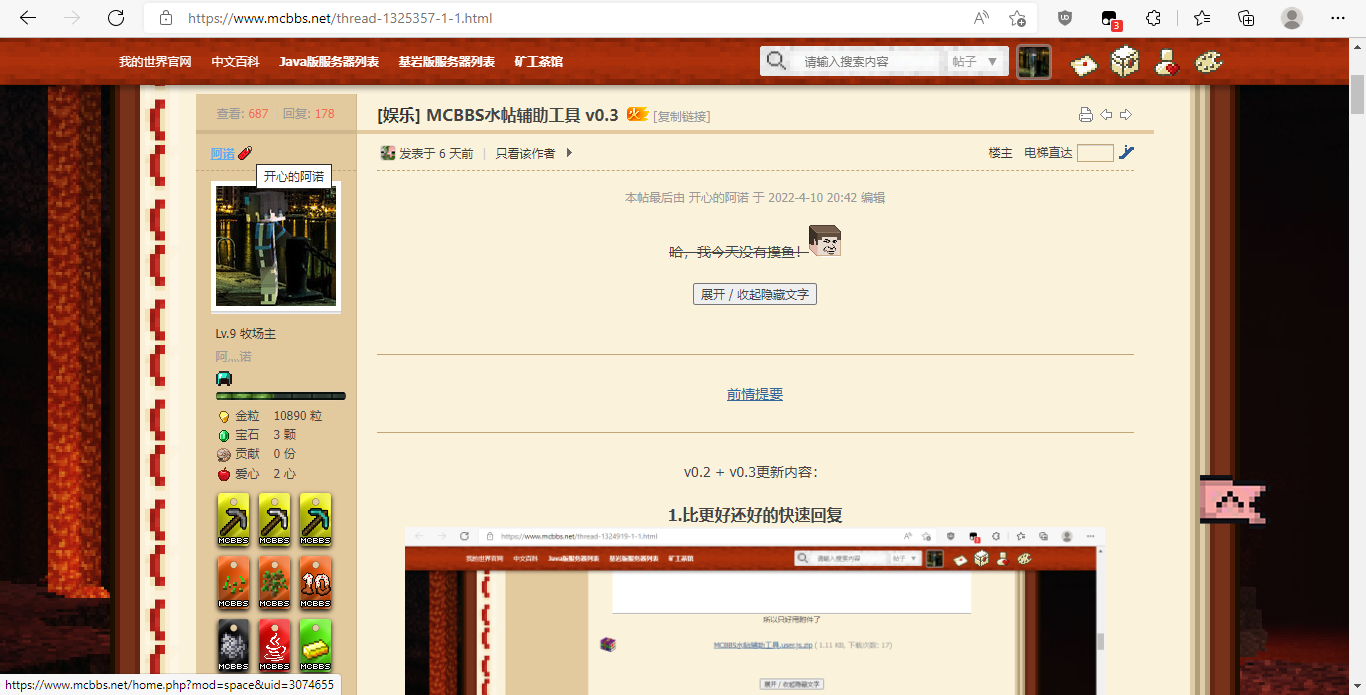 https://www.mcbbs.net/thread-1325357-1-1.html
3
我的世界官网 中文百科 Java版服务器列表 基岩版服务器列表 矿工茶馆
请输入搜索内容 帖子 ▼
查看: 687 回复: 178
[娱乐] MCBBS水帖辅助工具 v0.3 火 [复制链接]
阿诺
发表于 6 天前 | 只看该作者
楼主 电梯直达
开心的阿诺
本帖最后由 开心的阿诺 于 2022-4-10 20:42 编辑
哈，我今天没有摸鱼！
展开 / 收起隐藏文字
Lv.9 牧场主
阿灬诺
金粒 10890 粒
宝石 3 颗
贡献 0 份
爱心 2 心
前情提要
v0.2 + v0.3更新内容：
1.比更好还好的快速回复
MCBBS MCBBS MCBBS
10
MCBBS MCBBS MCBBS
MCBBS MCBBS MCBBS
https://www.mcbbs.net/thread-1324919-1-1.html
我的世界官网 中文百科 Java版服务器列表 基岩版服务器列表 矿工茶馆
请输入搜索内容 帖子 ▼
所以只好用附件了
MCBBS水帖辅助工具.user.js.zip ( 1.11 KB, 下载次数: 17)
展开 / 收起隐藏文字
https://www.mcbbs.net/home.php?mod=space&uid=3074655